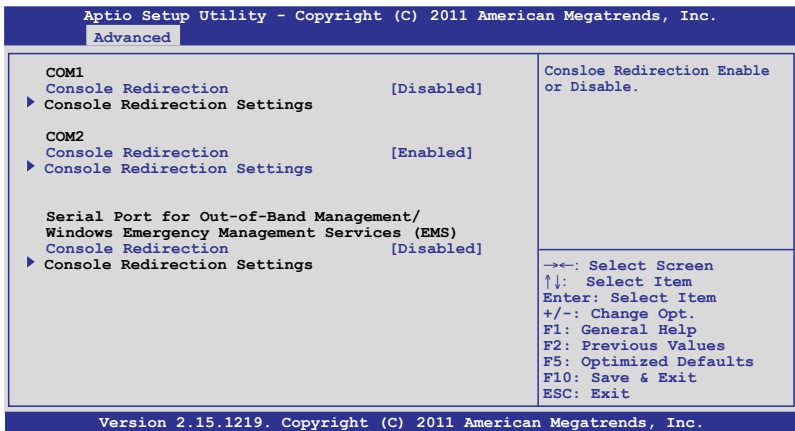 Aptio Setup Utility - Copyright (C) 2011 American Megatrends, Inc.
Advanced
COM1
Console Redirection [Disabled]
Console Redirection Settings
COM2
Console Redirection [Enabled]
Console Redirection Settings
Serial Port for Out-of-Band Management/
Windows Emergency Management Services (EMS)
Console Redirection [Disabled]
Console Redirection Settings
Consloe Redirection Enable
or Disable.
→←: Select Screen
↑↓: Select Item
Enter: Select Item
+/-: Change Opt.
F1: General Help
F2: Previous Values
F5: Optimized Defaults
F10: Save & Exit
ESC: Exit
Version 2.15.1219. Copyright (C) 2011 American Megatrends, Inc.